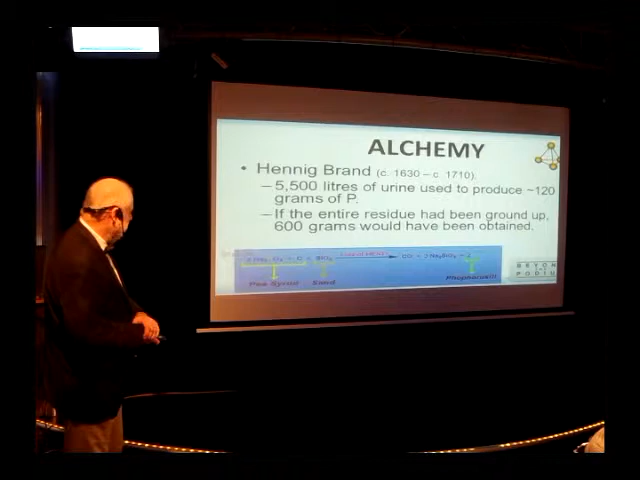 ALCHEMY
• Hennig Brand (c. 1630 – c 1710).
–5,500 litres of urine used to produce ~120
grams of P.
–If the entire residue had been ground up,
600 grams would have been obtained.
Sand
Phosphorus